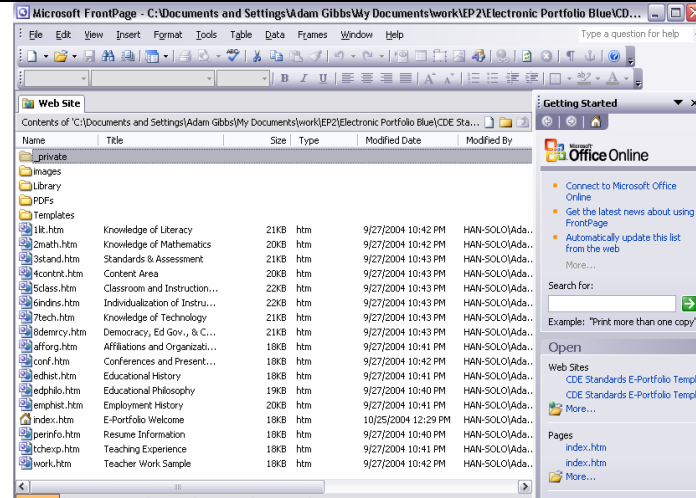 Microsoft FrontPage - C:\Documents and Settings\Adam Gibbs\My Documents\work\EP2\Electronic Portfolio Blue\CD...
File Edit View Insert Format Tools Table Data Frames Window Help Type a question for help
Web Site
Contents of 'C:\Documents and Settings\Adam Gibbs\My Documents\work\EP2\Electronic Portfolio Blue\CDE Sta...
Name Title Size Type Modified Date Modified By
_private
images
Library
PDFs
Templates
1lit.htm Knowledge of Literacy 21KB htm 9/27/2004 10:42 PM HAN-SOLO\Ada..
2math.htm Knowledge of Mathematics 20KB htm 9/27/2004 10:42 PM HAN-SOLO\Ada..
3stand.htm Standards & Assessment 21KB htm 9/27/2004 10:43 PM HAN-SOLO\Ada..
4contnt.htm Content Area 20KB htm 9/27/2004 10:43 PM HAN-SOLO\Ada..
5class.htm Classroom and Instruction... 22KB htm 9/27/2004 10:43 PM HAN-SOLO\Ada..
6indins.htm Individualization of Instru... 22KB htm 9/27/2004 10:43 PM HAN-SOLO\Ada..
7tech.htm Knowledge of Technology 21KB htm 9/27/2004 10:43 PM HAN-SOLO\Ada..
8demrcy.htm Democracy, Ed Gov., & C... 21KB htm 9/27/2004 10:43 PM HAN-SOLO\Ada..
afforg.htm Affiliations and Organizati... 18KB htm 9/27/2004 10:41 PM HAN-SOLO\Ada..
conf.htm Conferences and Present... 18KB htm 9/27/2004 10:42 PM HAN-SOLO\Ada..
edhist.htm Educational History 18KB htm 9/27/2004 10:41 PM HAN-SOLO\Ada..
edphilo.htm Educational Philosophy 19KB htm 9/27/2004 10:40 PM HAN-SOLO\Ada..
emphist.htm Employment History 20KB htm 9/27/2004 10:41 PM HAN-SOLO\Ada..
index.htm E-Portfolio Welcome 18KB htm 10/25/2004 12:29 PM HAN-SOLO\Ada..
perinfo.htm Resume Information 18KB htm 9/27/2004 10:40 PM HAN-SOLO\Ada..
tchexp.htm Teaching Experience 18KB htm 9/27/2004 10:41 PM HAN-SOLO\Ada..
work.htm Teacher Work Sample 18KB htm 9/27/2004 10:42 PM HAN-SOLO\Ada..
Getting Started
Microsoft
Office Online
Connect to Microsoft Office
Online
Get the latest news about using
FrontPage
Automatically update this list
from the web
More...
Search for:
Example: "Print more than one copy"
Open
Web Sites
CDE Standards E-Portfolio Templ
CDE Standards E-Portfolio Templ
More...
Pages
index.htm
index.htm
More...